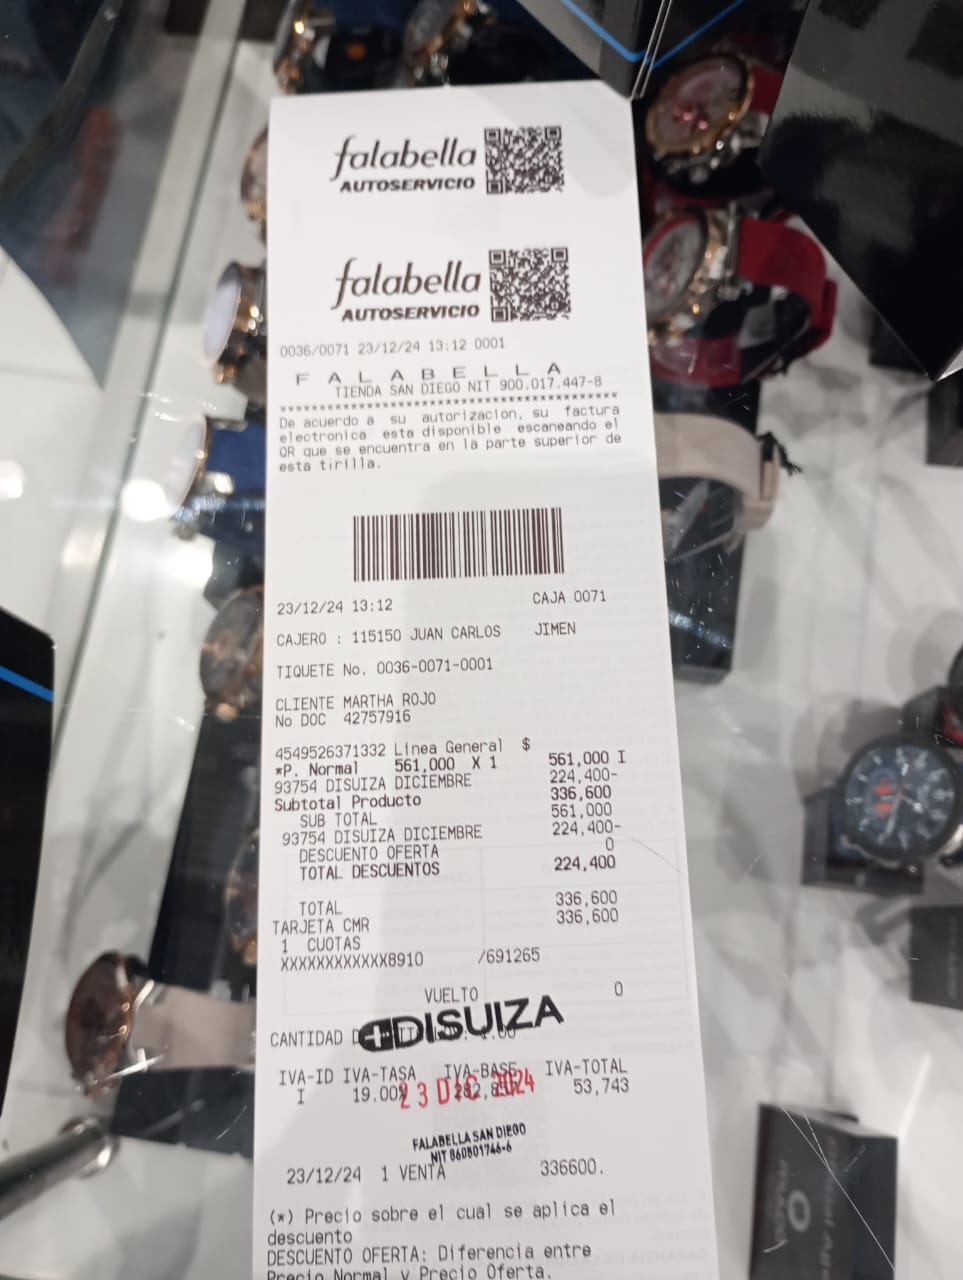 falabella
AUTOSERVICIO
falabella
AUTOSERVICIO
0036/0071 23/12/24 13:12 0001
F A L A B E L L A
TIENDA SAN DIEGO NIT 900.017.447-8
****************************************
De acuerdo a su autorizacion, su factura
electronica esta disponible escaneando el
QR que se encuentra en la parte superior de
esta tirilla.
23/12/24 13:12 CAJA 0071
CAJERO : 115150 JUAN CARLOS JIMEN
TIQUETE No. 0036-0071-0001
CLIENTE MARTHA ROJO
No DOC 42757916
4549526371332 Linea General $
*P. Normal 561,000 X 1 561,000 I
93754 DISUIZA DICIEMBRE 224,400-
Subtotal Producto 336,600
SUB TOTAL 561,000
93754 DISUIZA DICIEMBRE 224,400-
DESCUENTO OFERTA 0
TOTAL DESCUENTOS 224,400
TOTAL 336,600
TARJETA CMR 336,600
1 CUOTAS
XXXXXXXXXXXX8910 /691265
VUELTO 0
DISUIZA
CANTIDAD
IVA-ID IVA-TASA IVA-BASE IVA-TOTAL
I 19.00% 53,743
23 DIC 2024
FALABELLA SAN DIEGO
NIT 860801746-6
23/12/24 1 VENTA 336600.
(*) Precio sobre el cual se aplica el
descuento
DESCUENTO OFERTA: Diferencia entre
Precio Normal y Precio Oferta.